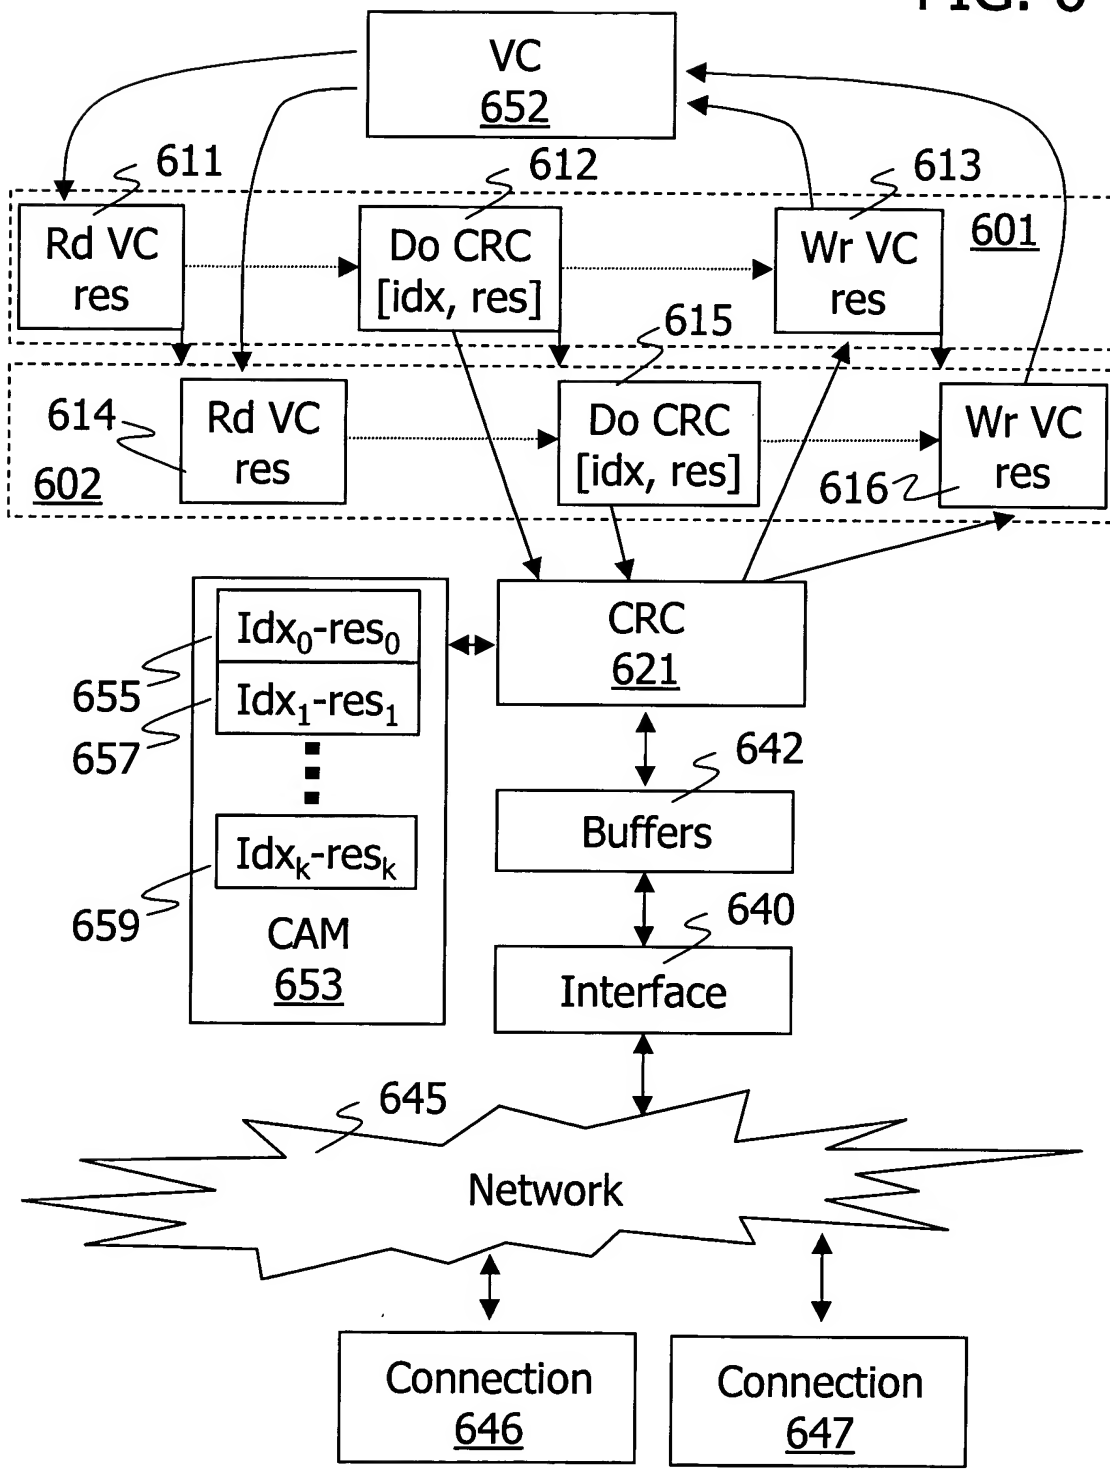 FIG. 6
VC
652
611
612
613
Rd VC
res
Do CRC
[idx, res]
Wr VC
res
601
615
614
602
Rd VC
res
Do CRC
[idx, res]
616
Wr VC
res
Idx₀-res₀
CRC
621
655
Idx₁-res₁
657
642
Buffers
Idxₖ-resₖ
659
640
CAM
653
Interface
645
Network
Connection
646
Connection
647